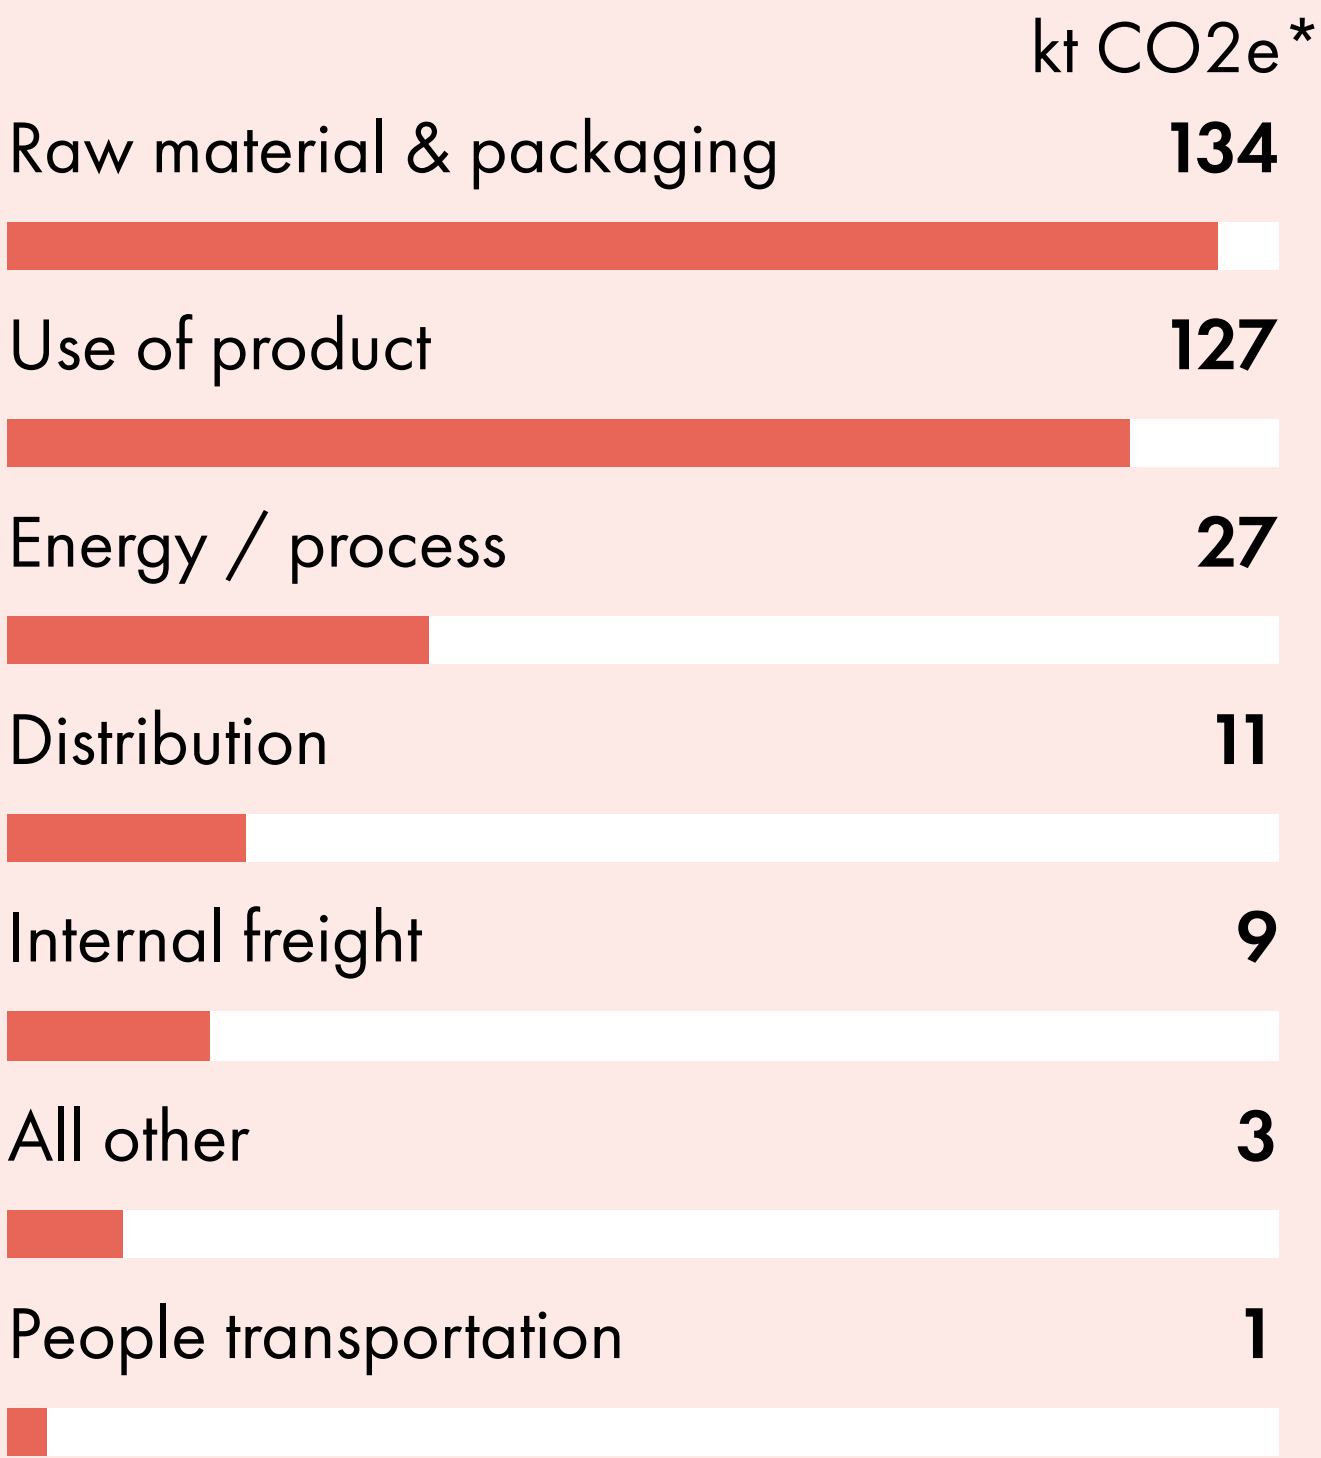 kt CO2e*
Raw material & packaging 134
Use of product 127
Energy / process 27
Distribution 11
Internal freight 9
All other 3
People transportation 1